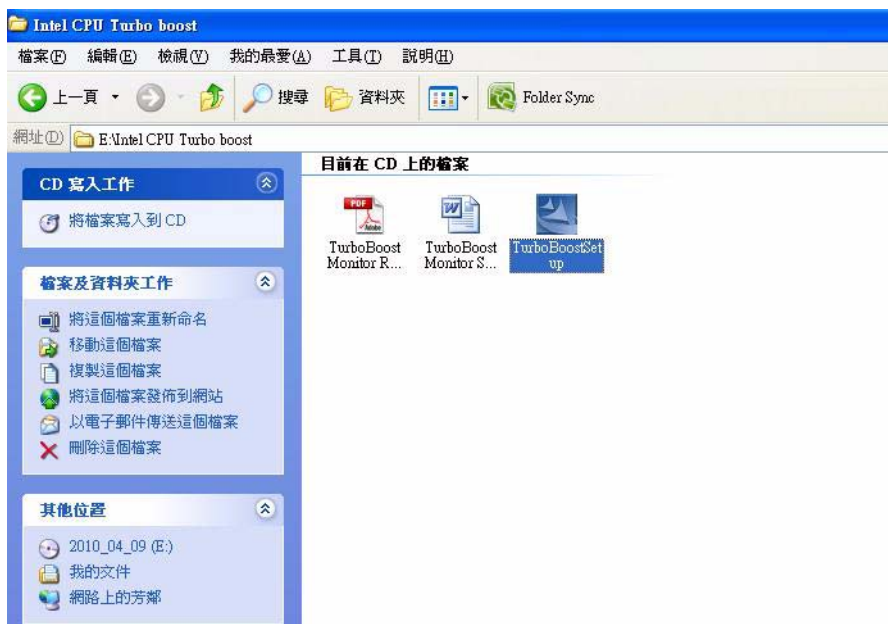 Intel CPU Turbo boost
檔案(F) 編輯(E) 檢視(V) 我的最愛(A) 工具(T) 說明(H)
上一頁 搜尋 資料夾 Folder Sync
網址(D) E:\Intel CPU Turbo boost
CD 寫入工作
將檔案寫入到 CD
檔案及資料夾工作
將這個檔案重新命名
移動這個檔案
複製這個檔案
將這個檔案發佈到網站
以電子郵件傳送這個檔案
刪除這個檔案
其他位置
2010_04_09 (E:)
我的文件
網路上的芳鄰
目前在 CD 上的檔案
PDF
Adobe
TurboBoost
Monitor R...
W
TurboBoost
Monitor S...
TurboBoostSet
up